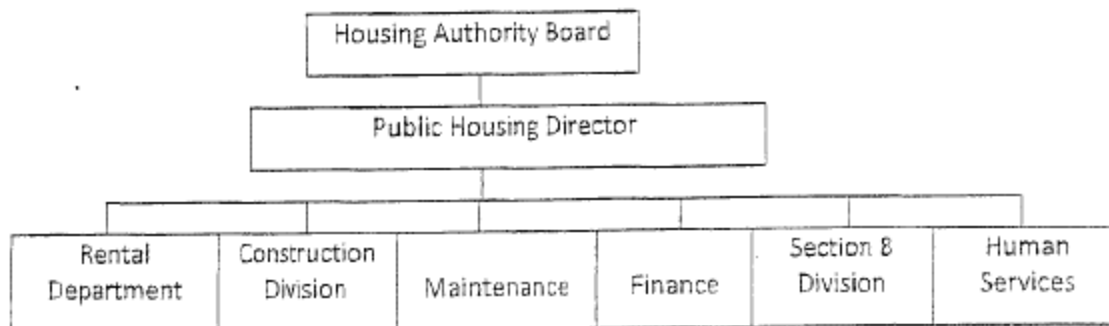 Housing Authority Board
Public Housing Director
Rental
Department
Construction
Division
Maintenance
Finance
Section 8
Division
Human
Services